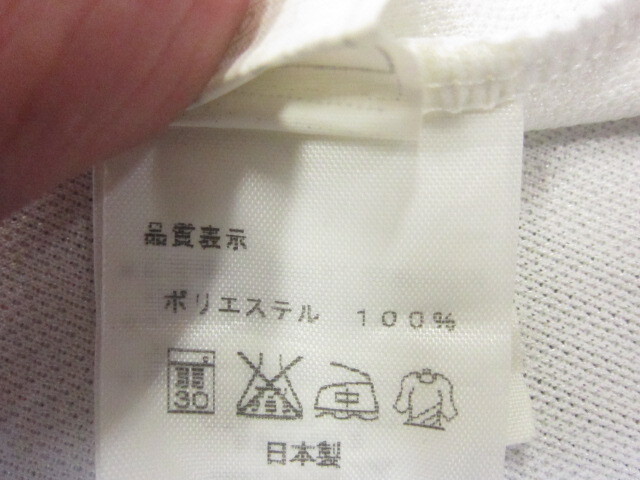 品質表示
ポリエステル 100%
弱 30 中
日本製